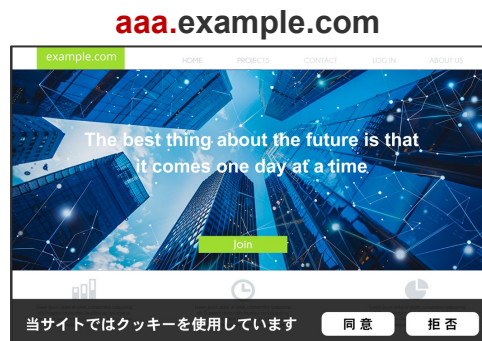 aaa.example.com
example.com
HOME PROJECTS CONTACT LOG IN ABOUT US
The best thing about the future is that
it comes one day at a time
Join
当サイトではクッキーを使用しています 同意 拒否